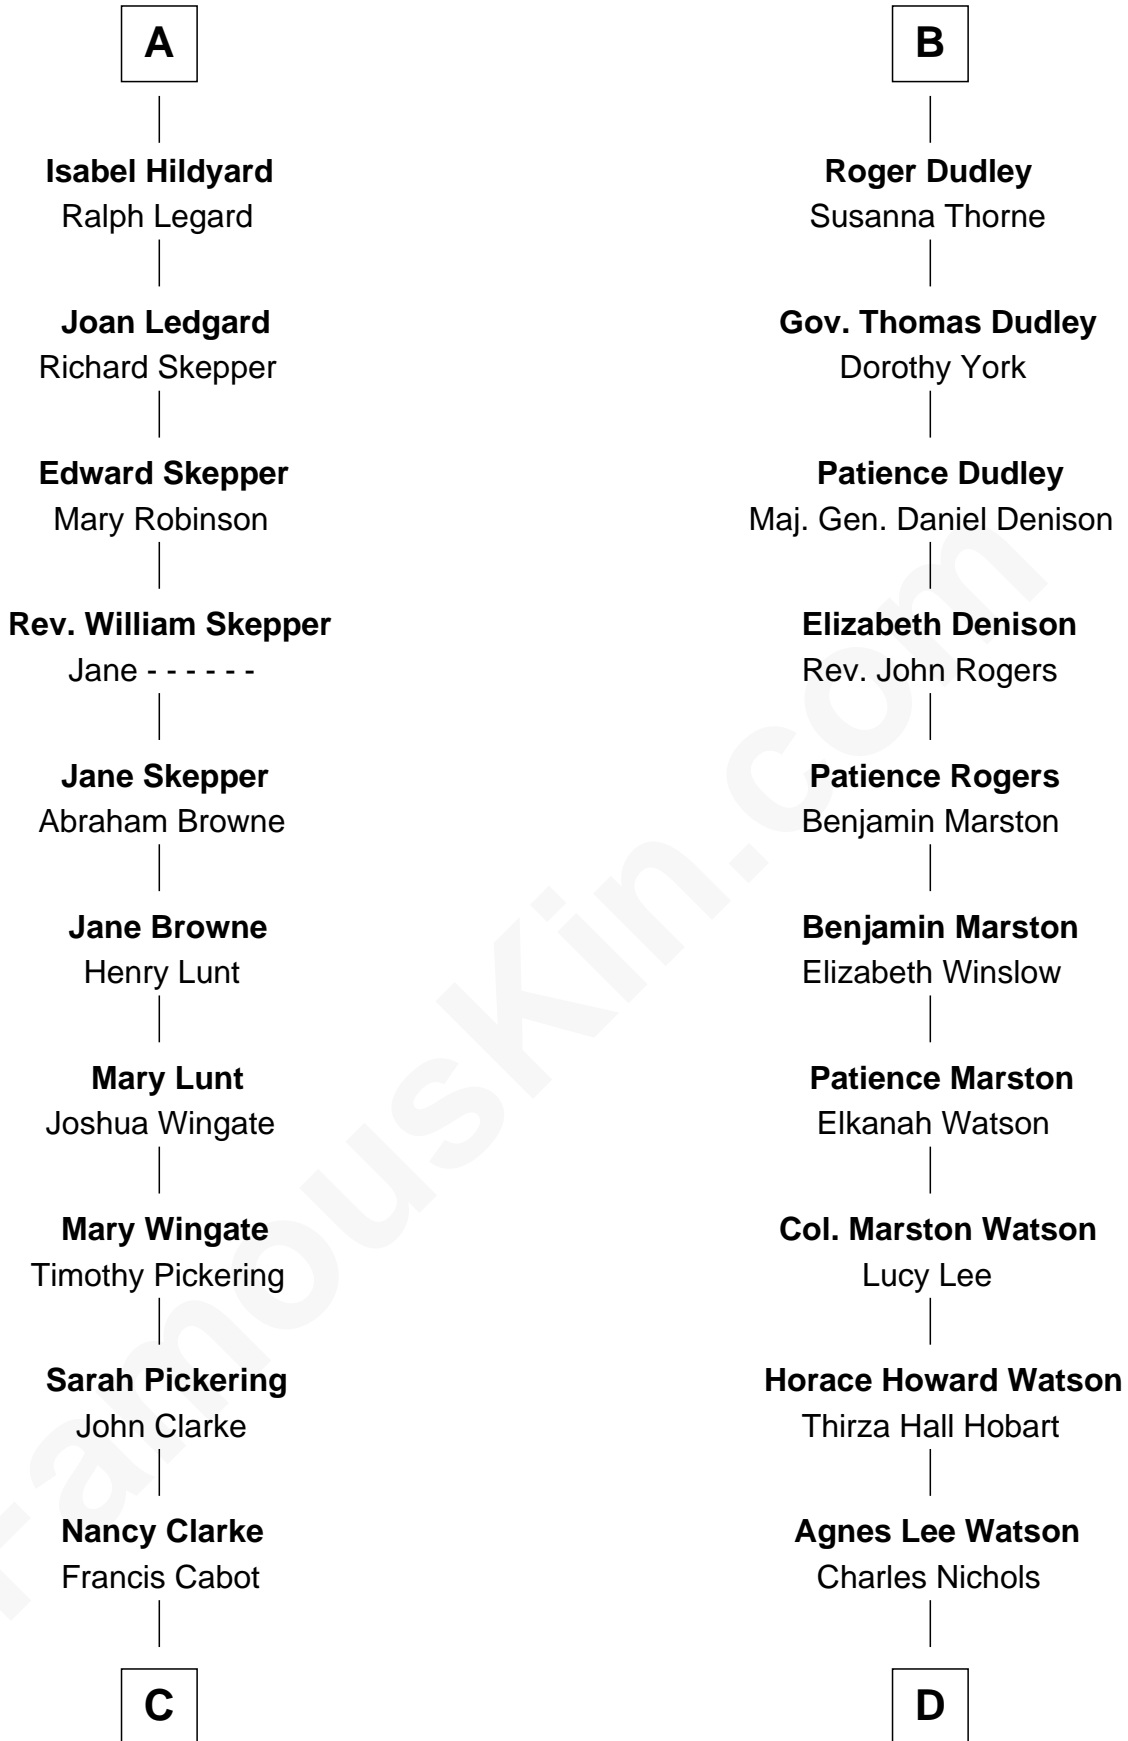 A
Isabel Hildyard
Ralph Legard
Joan Ledgard
Richard Skepper
Edward Skepper
Mary Robinson
Rev. William Skepper
Jane - - - - - -
Jane Skepper
Abraham Browne
Jane Browne
Henry Lunt
Mary Lunt
Joshua Wingate
Mary Wingate
Timothy Pickering
Sarah Pickering
John Clarke
Nancy Clarke
Francis Cabot
C
B
Roger Dudley
Susanna Thorne
Gov. Thomas Dudley
Dorothy York
Patience Dudley
Maj. Gen. Daniel Denison
Elizabeth Denison
Rev. John Rogers
Patience Rogers
Benjamin Marston
Benjamin Marston
Elizabeth Winslow
Patience Marston
Elkanah Watson
Col. Marston Watson
Lucy Lee
Horace Howard Watson
Thirza Hall Hobart
Agnes Lee Watson
Charles Nichols
D
FamousKin.com